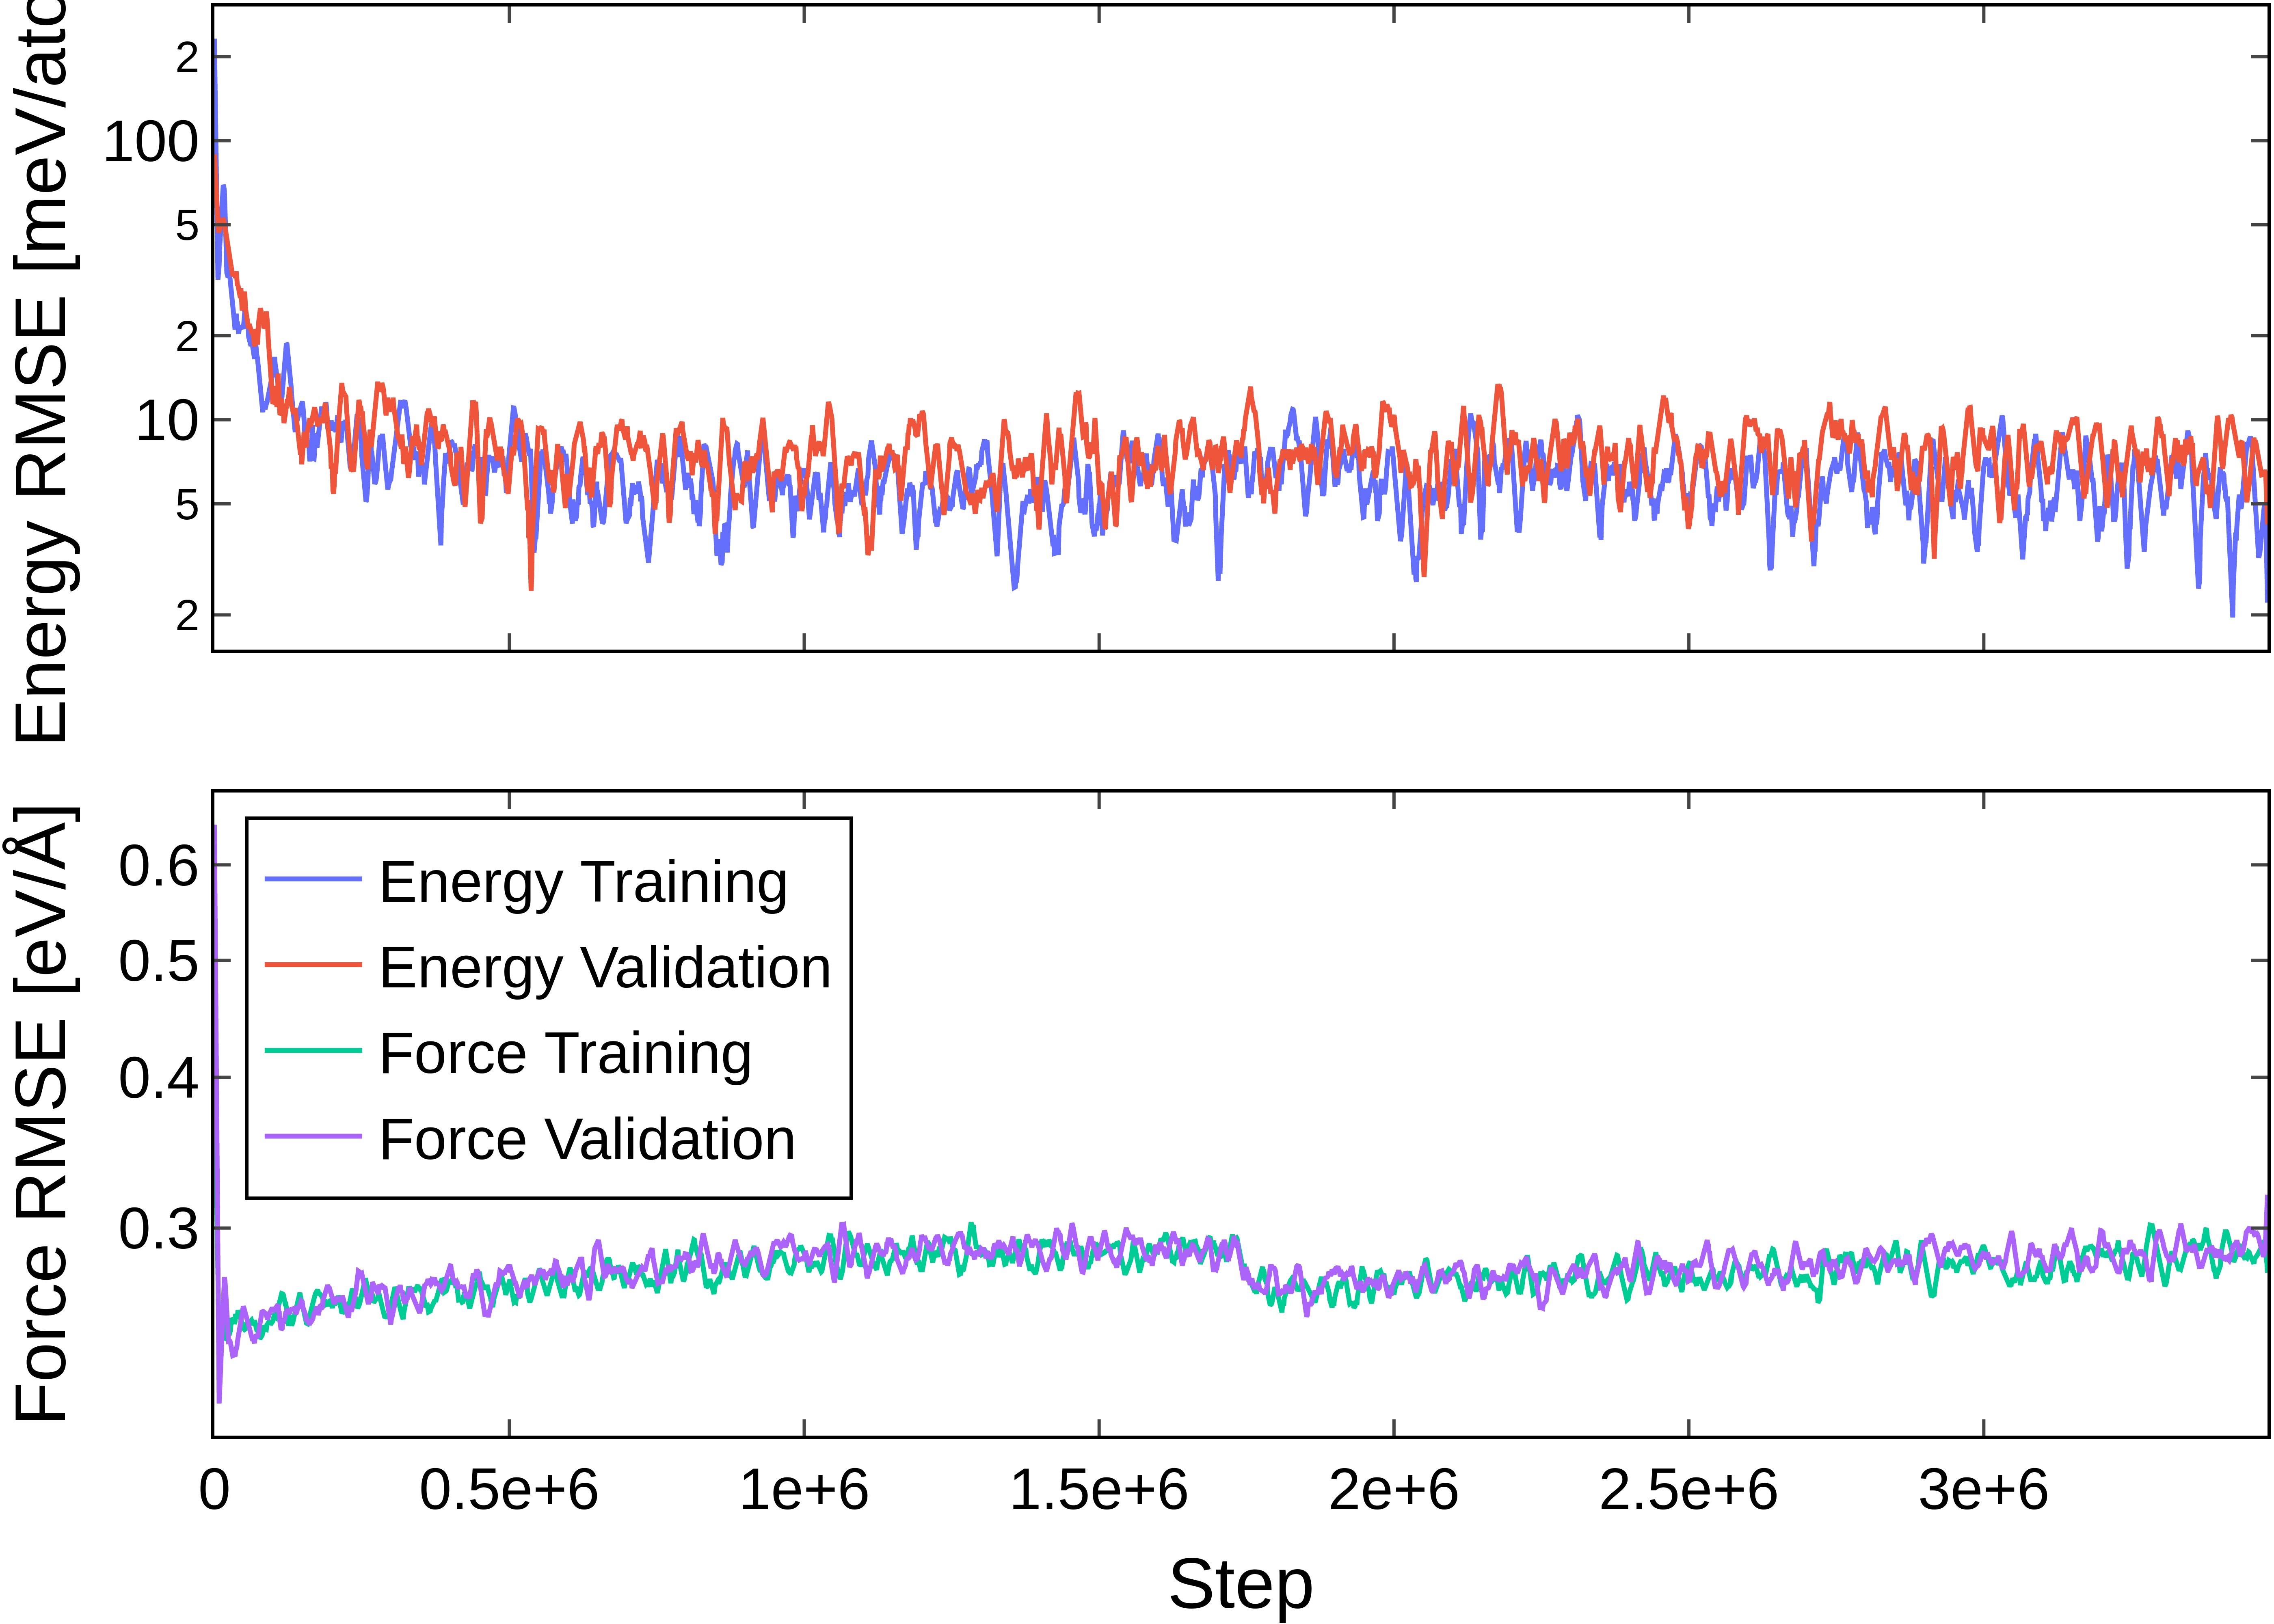 Energy RMSE [meV/ato
2
100
5
2
10
5
2
Force RMSE [eV/Å]
0.6
0.5
0.4
0.3
Energy Training
Energy Validation
Force Training
Force Validation
0 0.5e+6 1e+6 1.5e+6 2e+6 2.5e+6 3e+6
Step